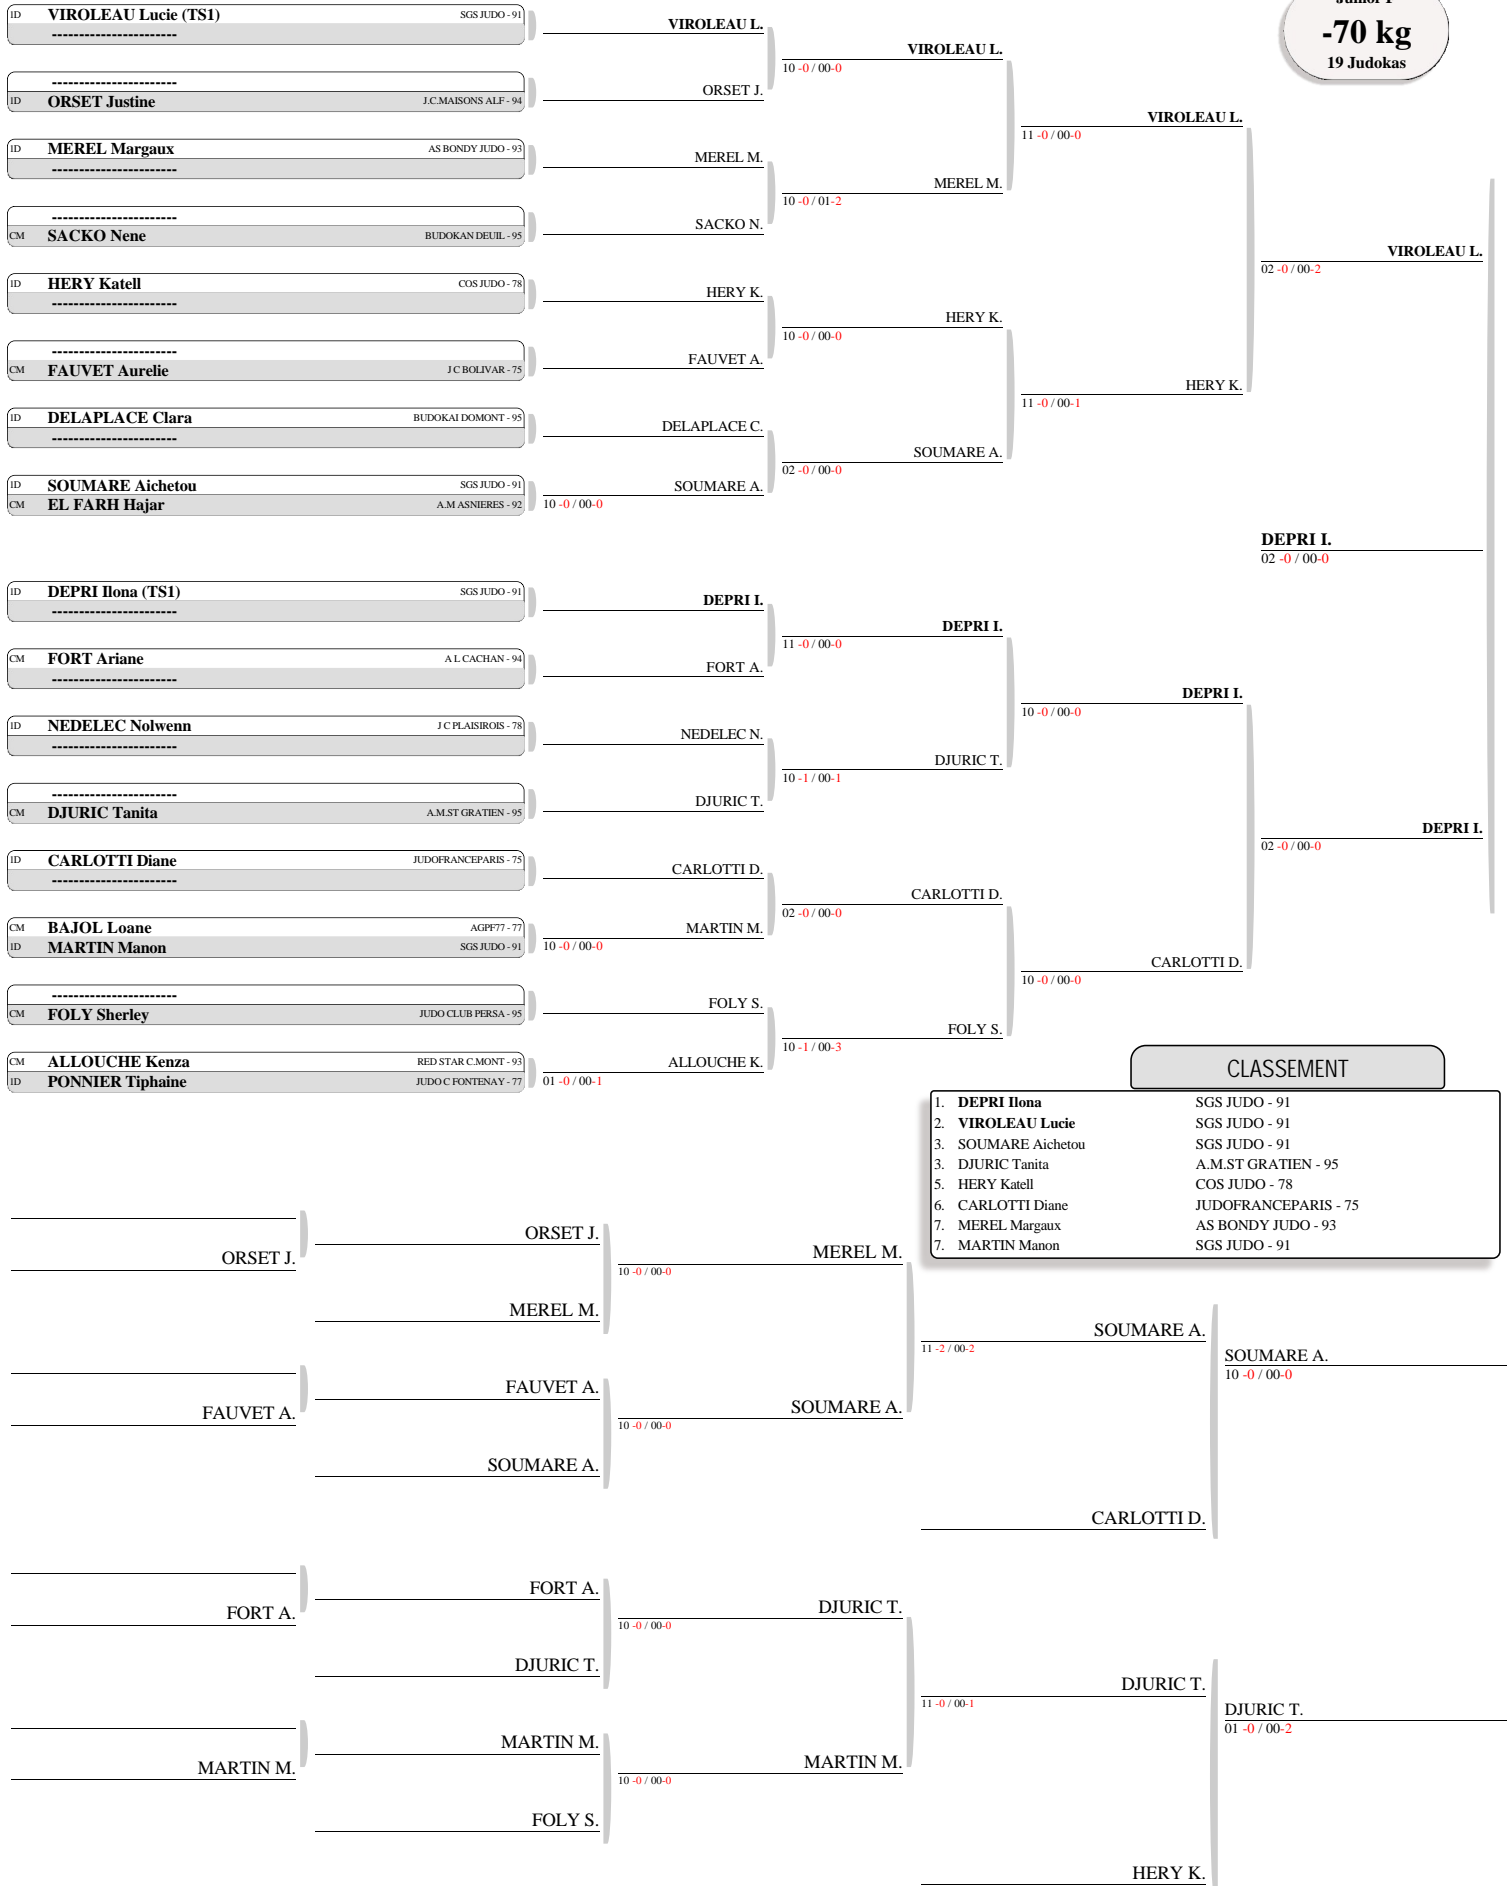 Junior F
-70 kg
19 Judokas
1D VIROLEAU Lucie (TS1) SGS JUDO - 91
-----------------------
-----------------------
1D ORSET Justine J.C.MAISONS ALF - 94
1D MEREL Margaux AS BONDY JUDO - 93
-----------------------
-----------------------
CM SACKO Nene BUDOKAN DEUIL - 95
1D HERY Katell COS JUDO - 78
-----------------------
-----------------------
CM FAUVET Aurelie J C BOLIVAR - 75
1D DELAPLACE Clara BUDOKAI DOMONT - 95
-----------------------
1D SOUMARE Aichetou SGS JUDO - 91
CM EL FARH Hajar A.M ASNIERES - 92
1D DEPRI Ilona (TS1) SGS JUDO - 91
-----------------------
CM FORT Ariane A L CACHAN - 94
-----------------------
1D NEDELEC Nolwenn J C PLAISIROIS - 78
-----------------------
-----------------------
CM DJURIC Tanita A.M.ST GRATIEN - 95
1D CARLOTTI Diane JUDOFRANCEPARIS - 75
-----------------------
CM BAJOL Loane AGPF77 - 77
1D MARTIN Manon SGS JUDO - 91
-----------------------
CM FOLY Sherley JUDO CLUB PERSA - 95
CM ALLOUCHE Kenza RED STAR C.MONT - 93
1D PONNIER Tiphaine JUDO C FONTENAY - 77
VIROLEAU L.
ORSET J.
MEREL M.
SACKO N.
HERY K.
FAUVET A.
DELAPLACE C.
SOUMARE A.
10 -0 / 00-0
DEPRI I.
FORT A.
NEDELEC N.
DJURIC T.
CARLOTTI D.
MARTIN M.
10 -0 / 00-0
FOLY S.
ALLOUCHE K.
01 -0 / 00-1
VIROLEAU L.
10 -0 / 00-0
MEREL M.
10 -0 / 01-2
HERY K.
10 -0 / 00-0
SOUMARE A.
02 -0 / 00-0
DEPRI I.
11 -0 / 00-0
DJURIC T.
10 -1 / 00-1
CARLOTTI D.
02 -0 / 00-0
FOLY S.
10 -1 / 00-3
VIROLEAU L.
11 -0 / 00-0
HERY K.
11 -0 / 00-1
DEPRI I.
10 -0 / 00-0
CARLOTTI D.
10 -0 / 00-0
VIROLEAU L.
02 -0 / 00-2
DEPRI I.
02 -0 / 00-0
DEPRI I.
02 -0 / 00-0
CLASSEMENT
1. DEPRI Ilona SGS JUDO - 91
2. VIROLEAU Lucie SGS JUDO - 91
3. SOUMARE Aichetou SGS JUDO - 91
3. DJURIC Tanita A.M.ST GRATIEN - 95
5. HERY Katell COS JUDO - 78
6. CARLOTTI Diane JUDOFRANCEPARIS - 75
7. MEREL Margaux AS BONDY JUDO - 93
7. MARTIN Manon SGS JUDO - 91
ORSET J.
FAUVET A.
FORT A.
MARTIN M.
ORSET J.
MEREL M.
FAUVET A.
SOUMARE A.
FORT A.
DJURIC T.
MARTIN M.
FOLY S.
MEREL M.
10 -0 / 00-0
SOUMARE A.
10 -0 / 00-0
DJURIC T.
10 -0 / 00-0
MARTIN M.
10 -0 / 00-0
SOUMARE A.
11 -2 / 00-2
CARLOTTI D.
DJURIC T.
11 -0 / 00-1
HERY K.
SOUMARE A.
10 -0 / 00-0
DJURIC T.
01 -0 / 00-2